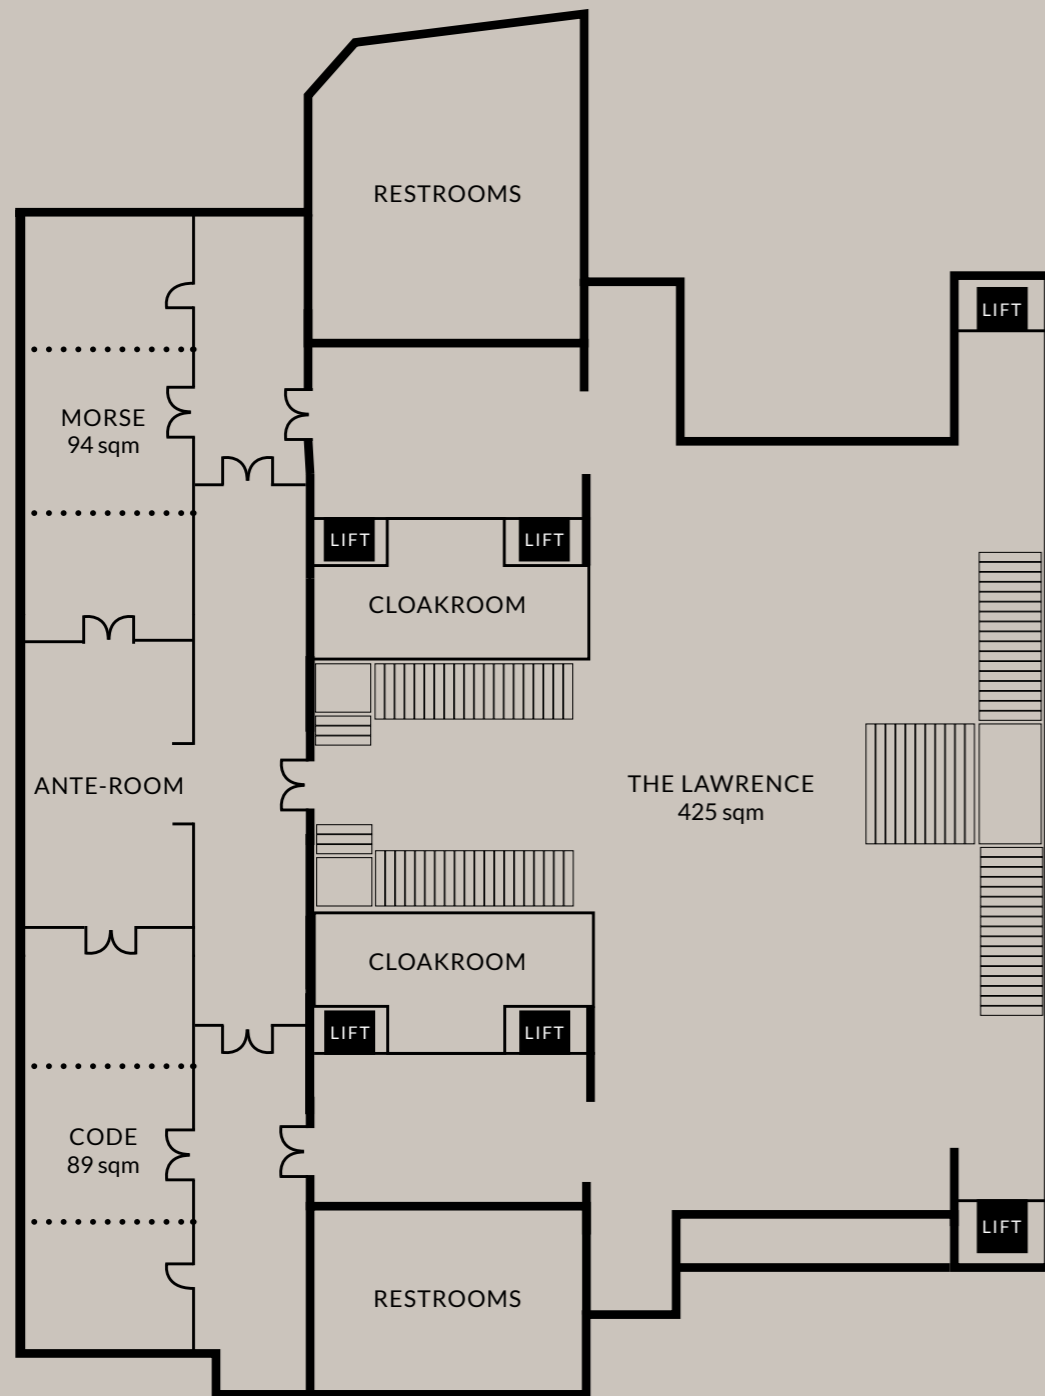 RESTROOMS
LIFT
MORSE
94 sqm
LIFT
LIFT
CLOAKROOM
ANTE-ROOM
THE LAWRENCE
425 sqm
CLOAKROOM
LIFT
LIFT
CODE
89 sqm
LIFT
RESTROOMS